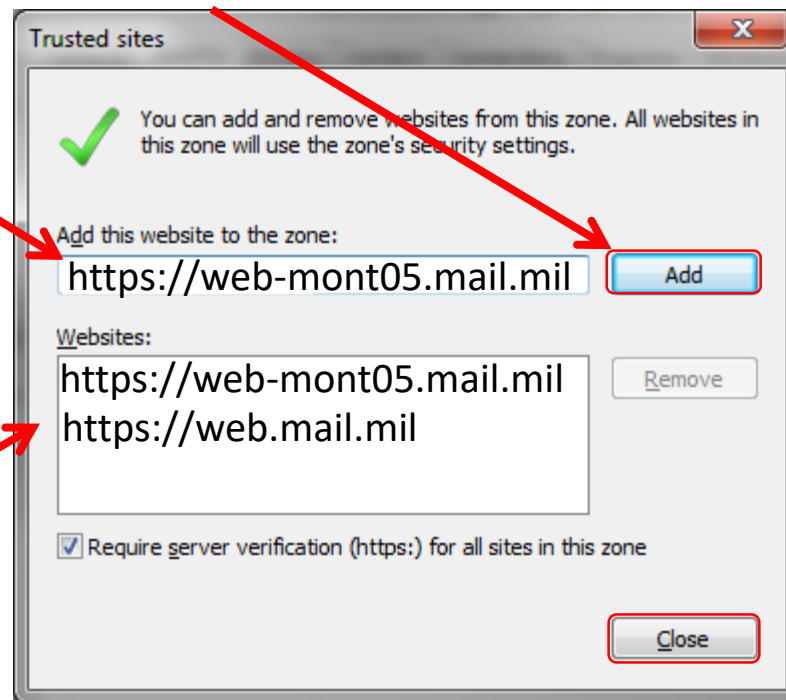 Trusted sites
You can add and remove websites from this zone. All websites in
this zone will use the zone's security settings.
Add this website to the zone:
https://web-mont05.mail.mil
Add
Websites:
https://web-mont05.mail.mil
Remove
https://web.mail.mil
Require server verification (https:) for all sites in this zone
Close